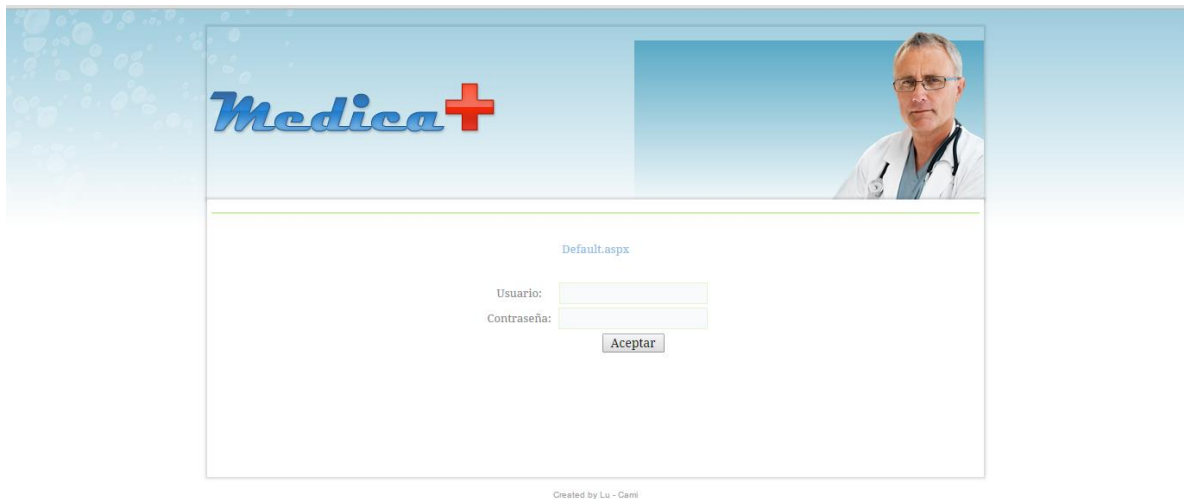 Medica
Default.aspx
Usuario:
Contraseña:
Aceptar
Created by Lu - Cami